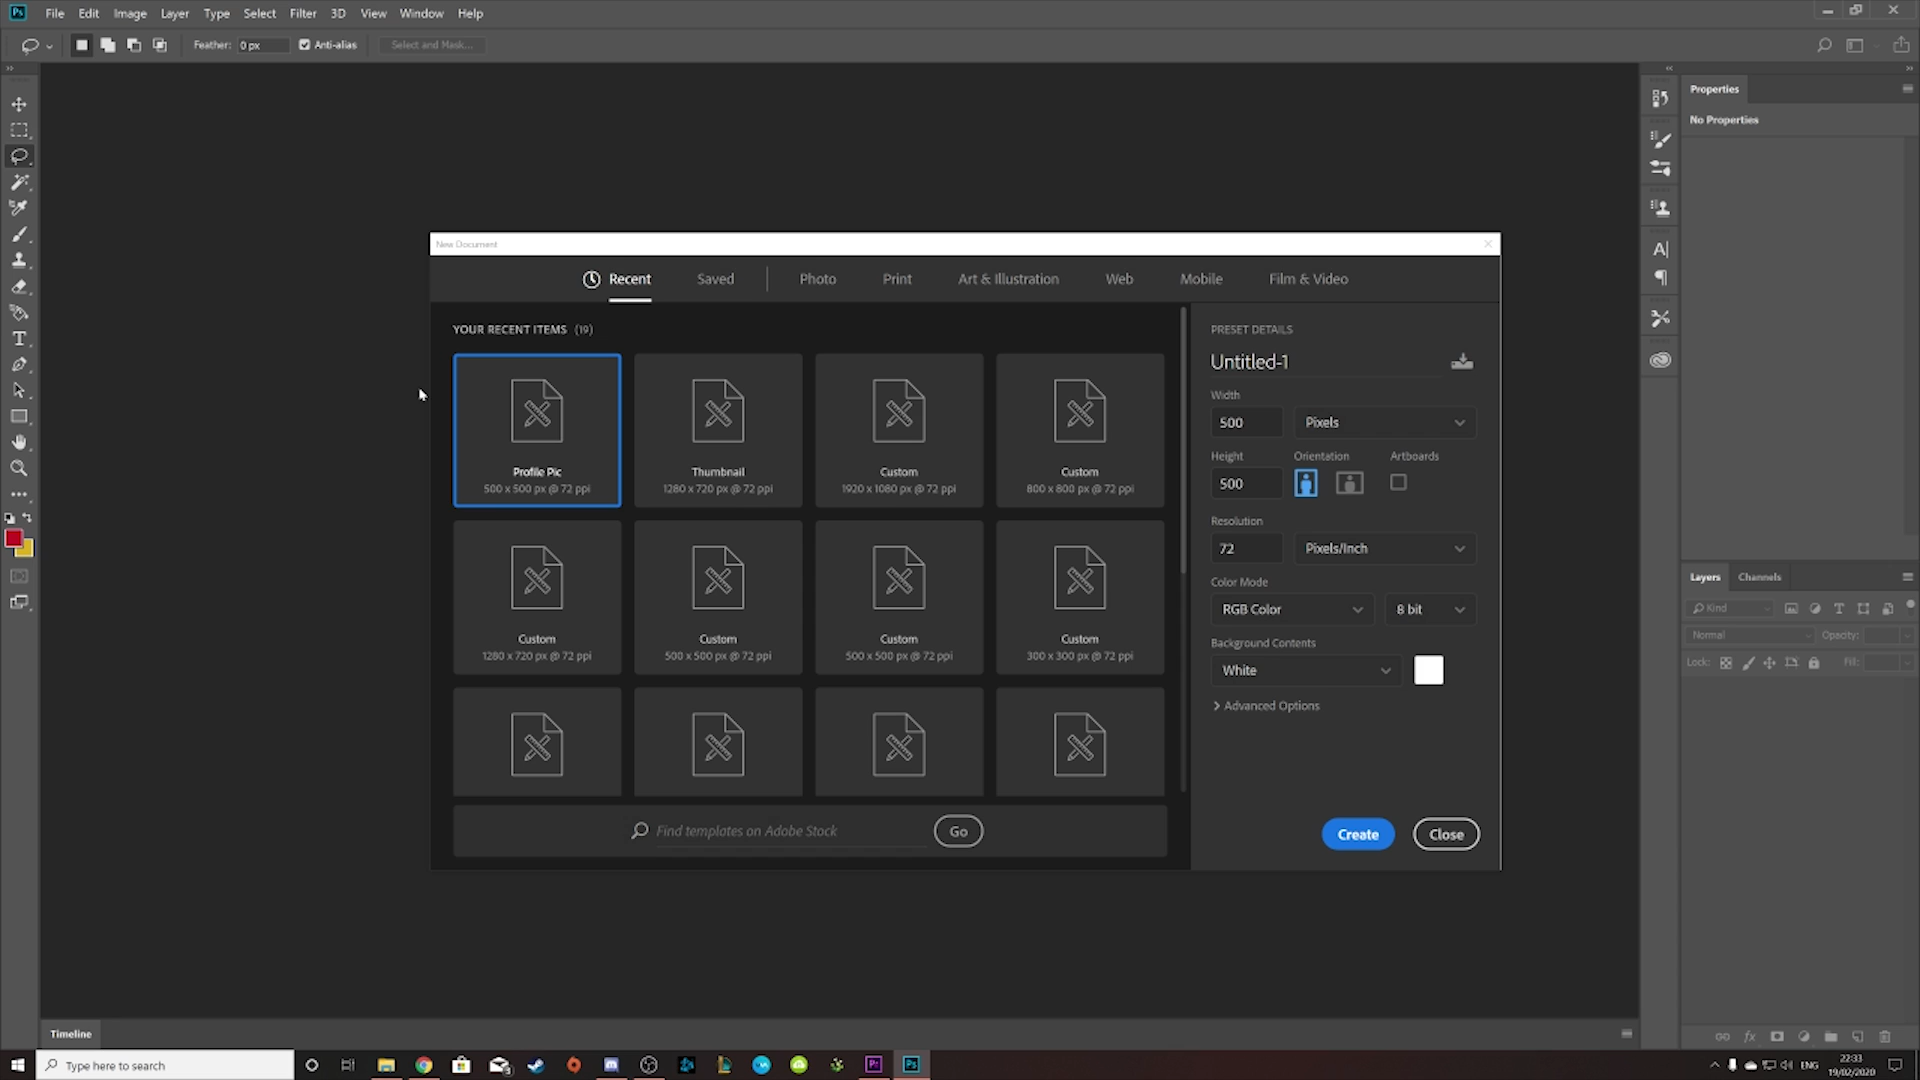 Ps File Edit Image Layer Type Select Filter 3D View Window Help
Feather: 0 px Anti-alias Select and Mask...
Properties
No Properties
New Document
Recent Saved Photo Print Art & Illustration Web Mobile Film & Video
YOUR RECENT ITEMS (19)
Profile Pic
500 x 500 px @ 72 ppi
Thumbnail
1280 x 720 px @ 72 ppi
Custom
1920 x 1080 px @ 72 ppi
Custom
800 x 800 px @ 72 ppi
Custom
1280 x 720 px @ 72 ppi
Custom
500 x 500 px @ 72 ppi
Custom
500 x 500 px @ 72 ppi
Custom
300 x 300 px @ 72 ppi
Find templates on Adobe Stock Go
PRESET DETAILS
Untitled-1
Width
500 Pixels
Height Orientation Artboards
500
Resolution
72 Pixels/Inch
Color Mode
RGB Color 8 bit
Background Contents
White
Advanced Options
Create Close
Layers Channels
Kind
Normal Opacity:
Lock: Fill:
Timeline
Type here to search
Pr Ps
ENG
22:33
19/02/2020